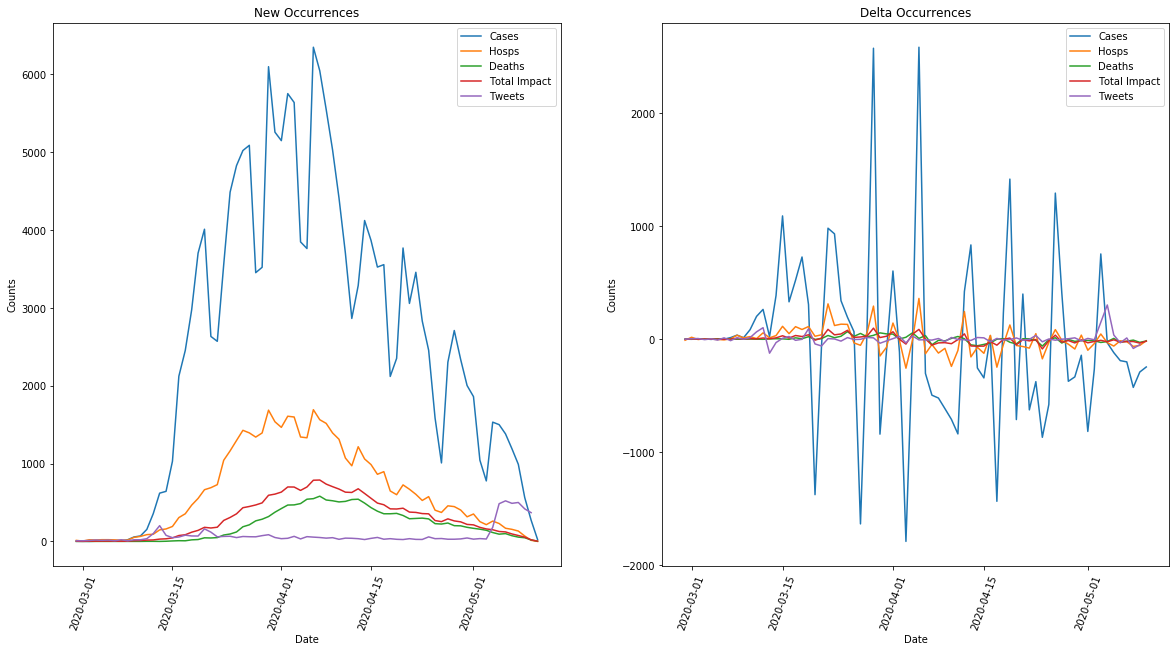 New Occurrences
Cases
Hosps
Deaths
Total Impact
Tweets
6000
5000
4000
3000
2000
1000
0
Counts
2020-03-01
2020-03-15
2020-04-01
2020-04-15
2020-05-01
Date
Delta Occurrences
Cases
Hosps
Deaths
Total Impact
Tweets
2000
1000
0
−1000
−2000
Counts
2020-03-01
2020-03-15
2020-04-01
2020-04-15
2020-05-01
Date